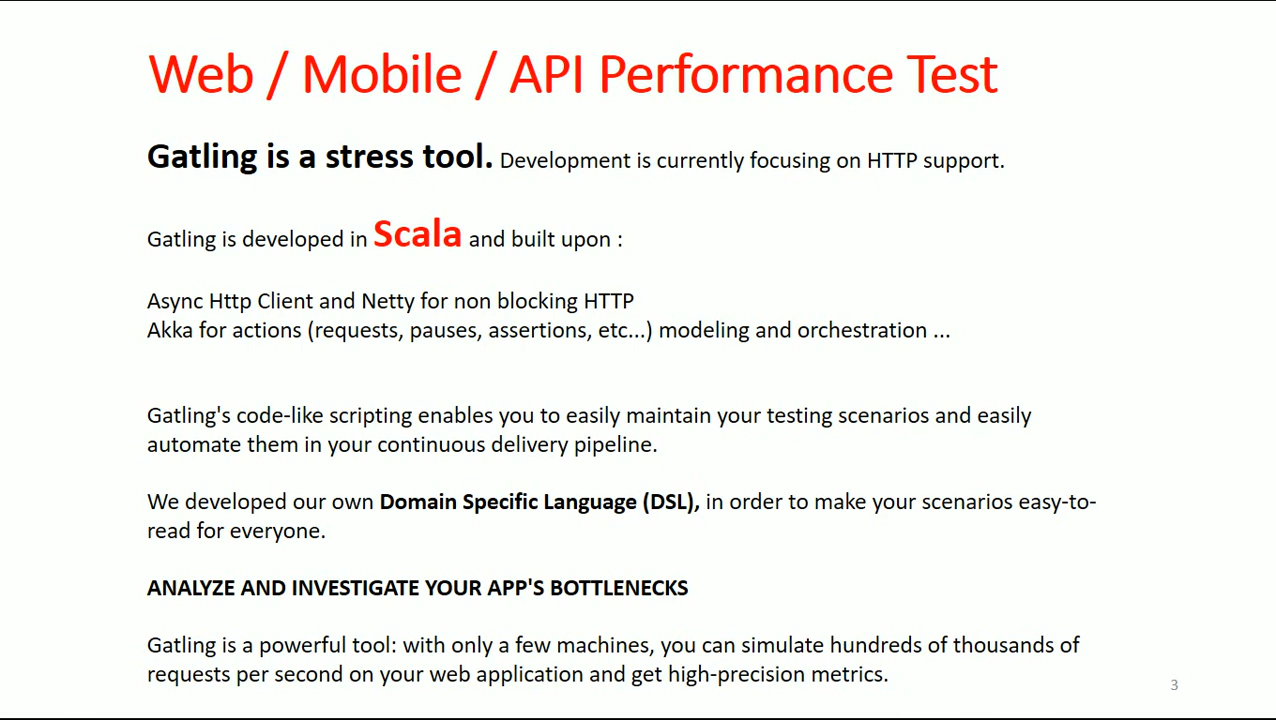 Web / Mobile / API Performance Test
Gatling is a stress tool. Development is currently focusing on HTTP support.
Gatling is developed in Scala and built upon :
Async Http Client and Netty for non blocking HTTP
Akka for actions (requests, pauses, assertions, etc...) modeling and orchestration ...
Gatling's code-like scripting enables you to easily maintain your testing scenarios and easily
automate them in your continuous delivery pipeline.
We developed our own Domain Specific Language (DSL), in order to make your scenarios easy-to-
read for everyone.
ANALYZE AND INVESTIGATE YOUR APP'S BOTTLENECKS
Gatling is a powerful tool: with only a few machines, you can simulate hundreds of thousands of
requests per second on your web application and get high-precision metrics.
3